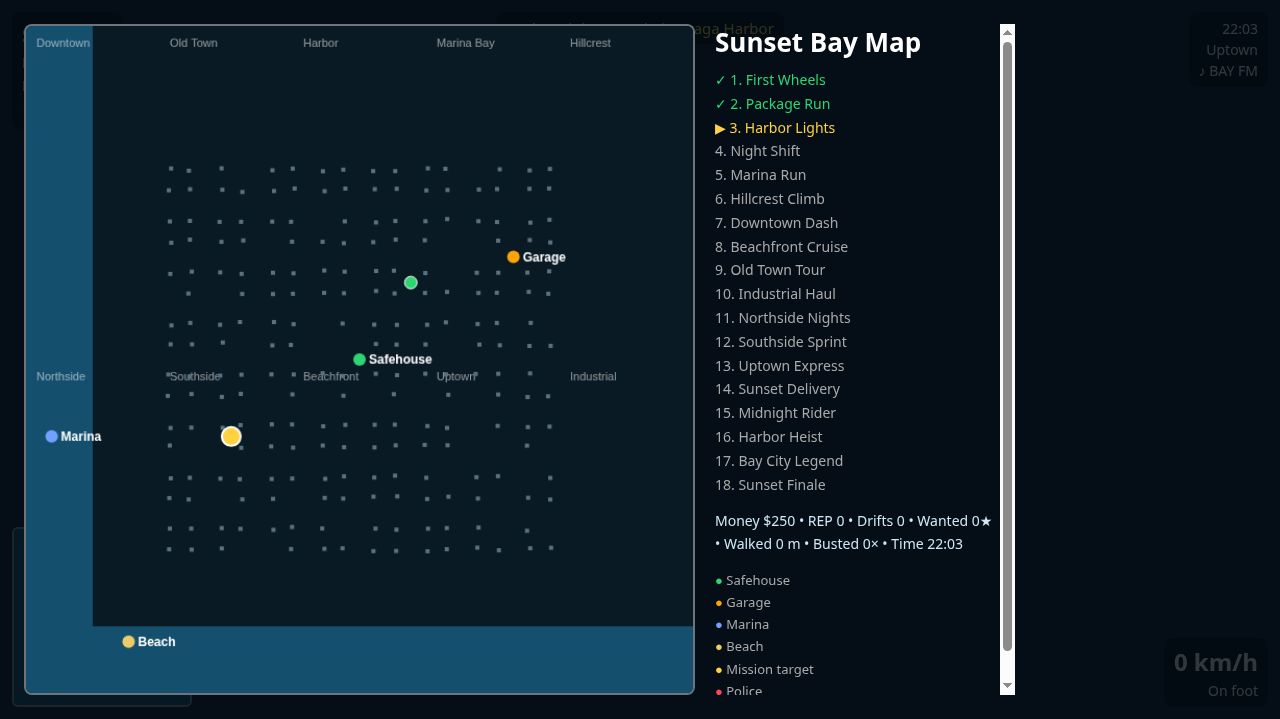 Downtown
Old Town
Harbor
Marina Bay
Hillcrest
Garage
Safehouse
Northside
Southside
Beachfront
Uptown
Industrial
Marina
Beach
aga Harbor
Sunset Bay Map
✓ 1. First Wheels
✓ 2. Package Run
▶ 3. Harbor Lights
4. Night Shift
5. Marina Run
6. Hillcrest Climb
7. Downtown Dash
8. Beachfront Cruise
9. Old Town Tour
10. Industrial Haul
11. Northside Nights
12. Southside Sprint
13. Uptown Express
14. Sunset Delivery
15. Midnight Rider
16. Harbor Heist
17. Bay City Legend
18. Sunset Finale
Money $250 • REP 0 • Drifts 0 • Wanted 0★
• Walked 0 m • Busted 0× • Time 22:03
● Safehouse
● Garage
● Marina
● Beach
● Mission target
● Police
22:03
Uptown
♪ BAY FM
0 km/h
On foot